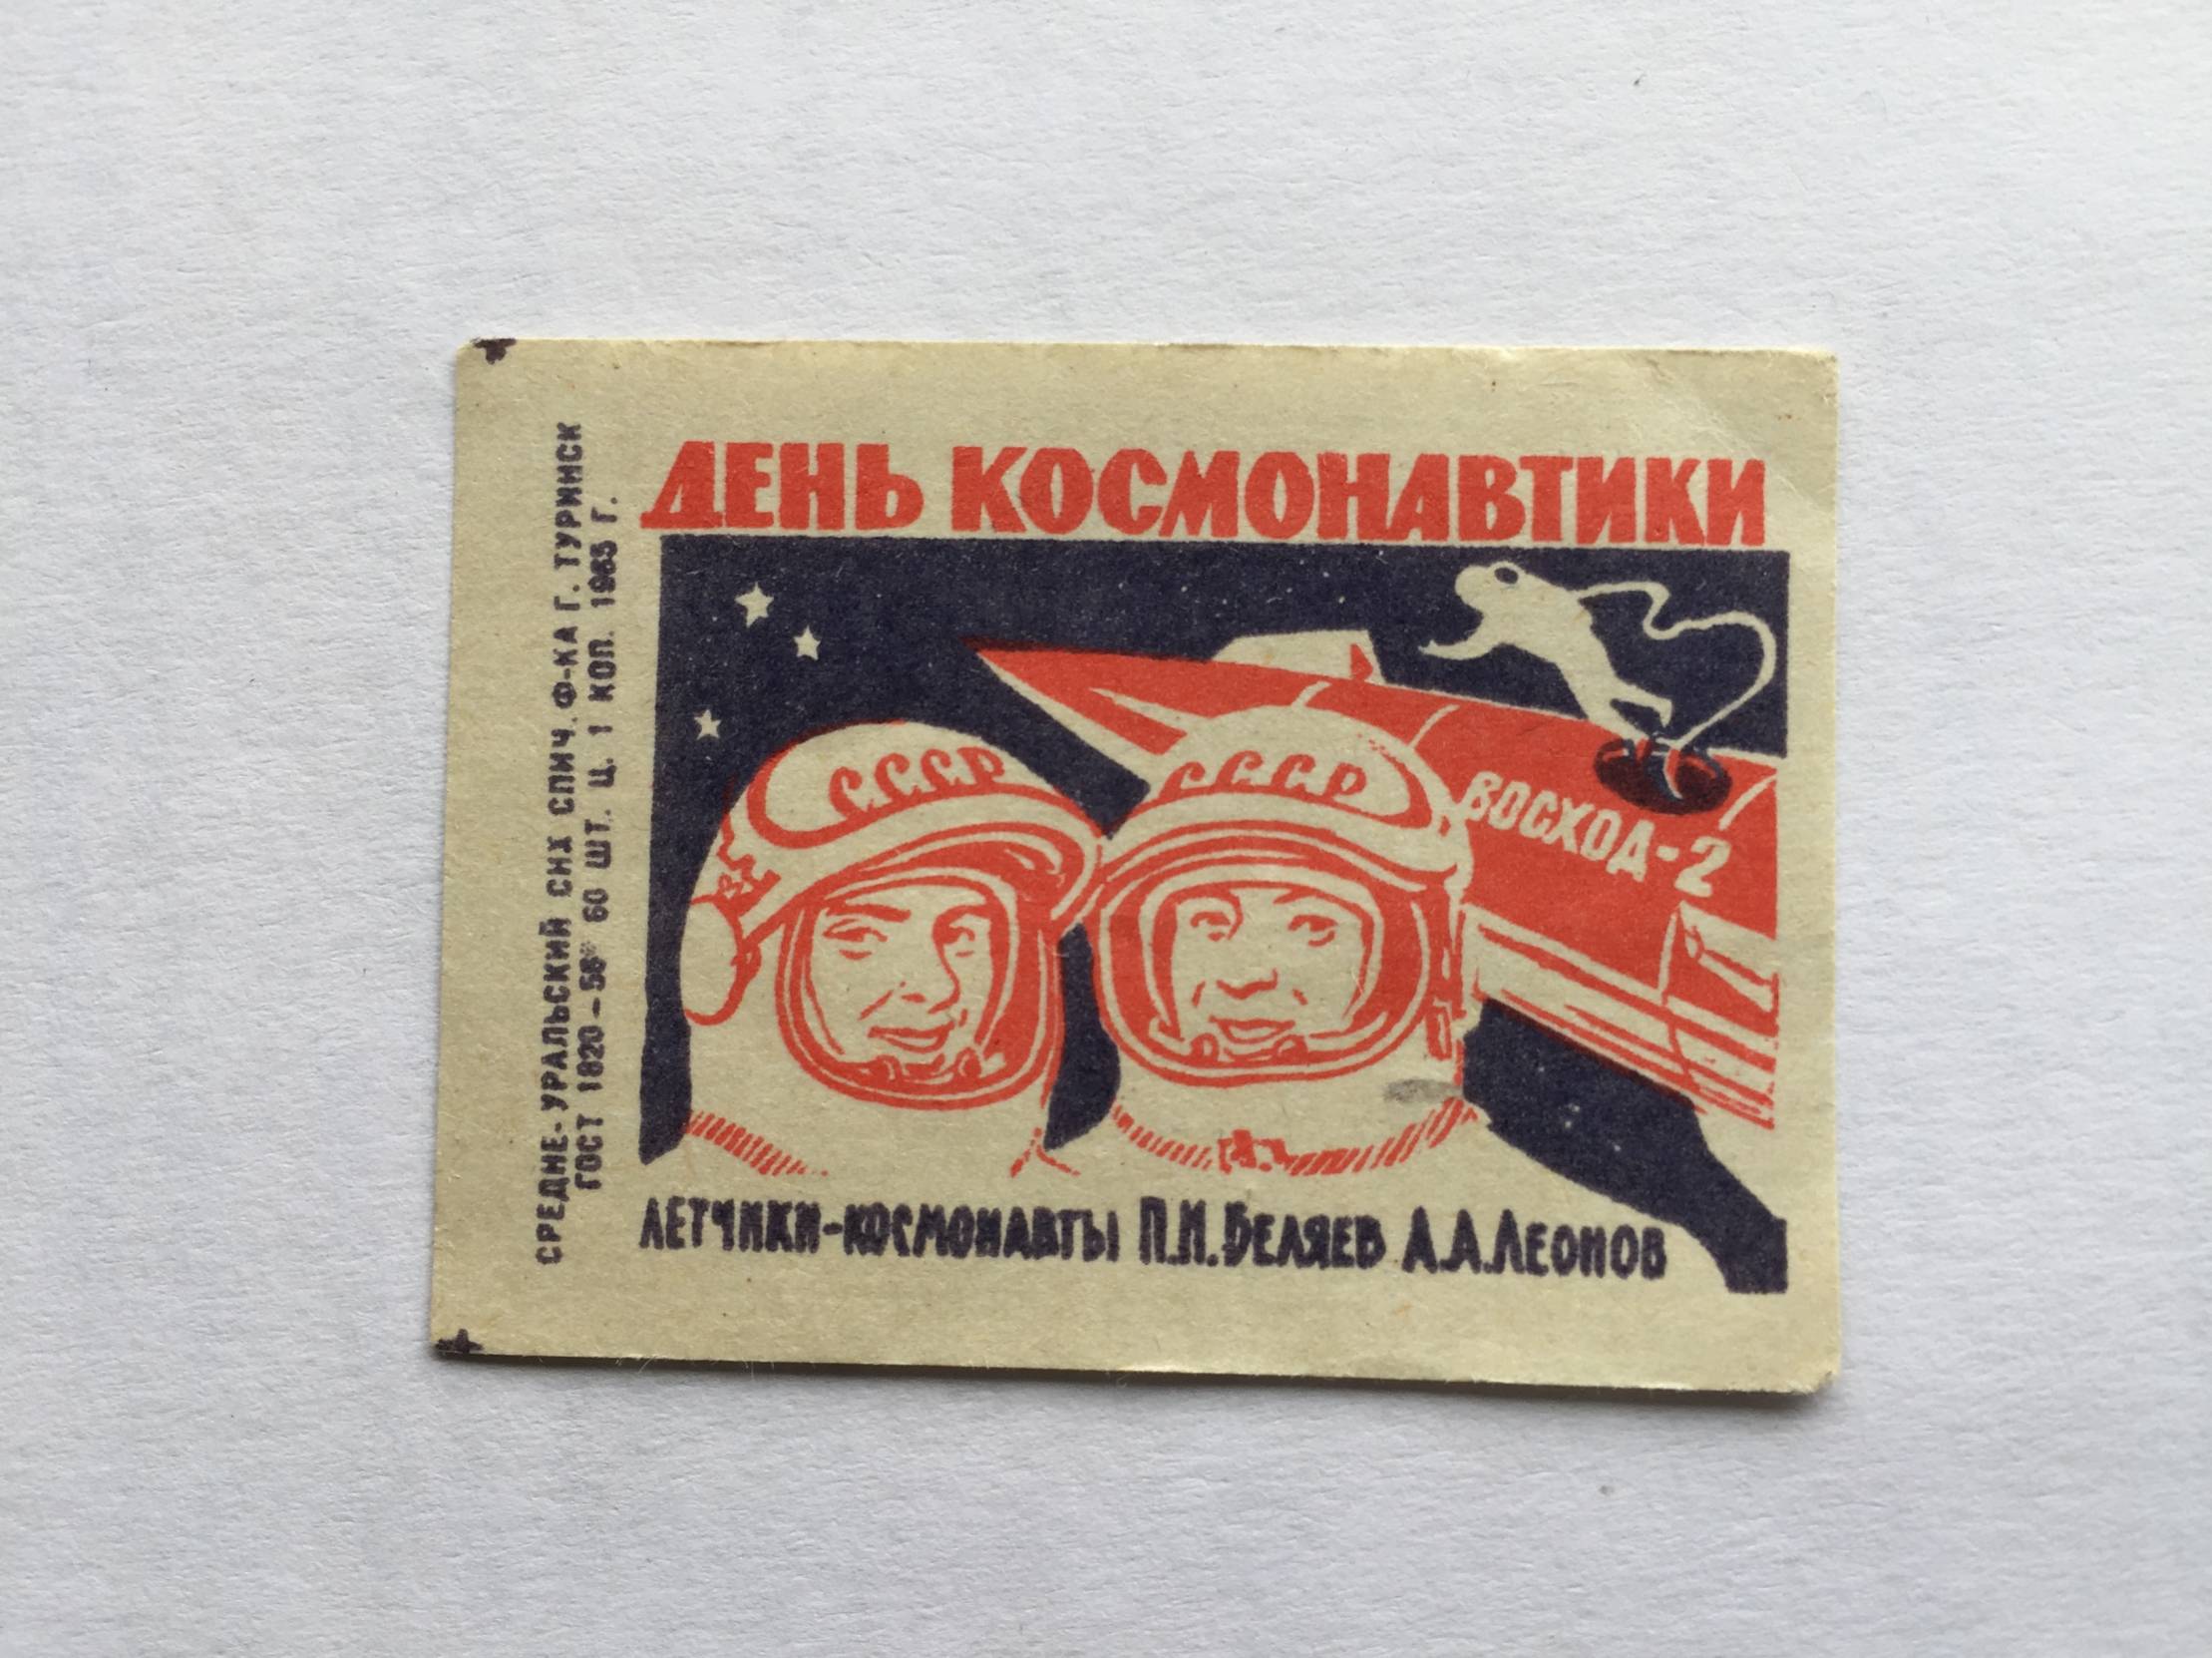 ДЕНЬ КОСМОНАВТИКИ
СССР
СССР
ВОСХОД-2
ЛЕТЧИКИ-КОСМОНАВТЫ П.И.БЕЛЯЕВ А.А.ЛЕОНОВ
СРЕДНЕ-УРАЛЬСКИЙ СНХ СПИЧ. Ф-КА Г. ТУРИНСК
ГОСТ 1820-56 60 ШТ. Ц. 1 КОП. 1965 Г.